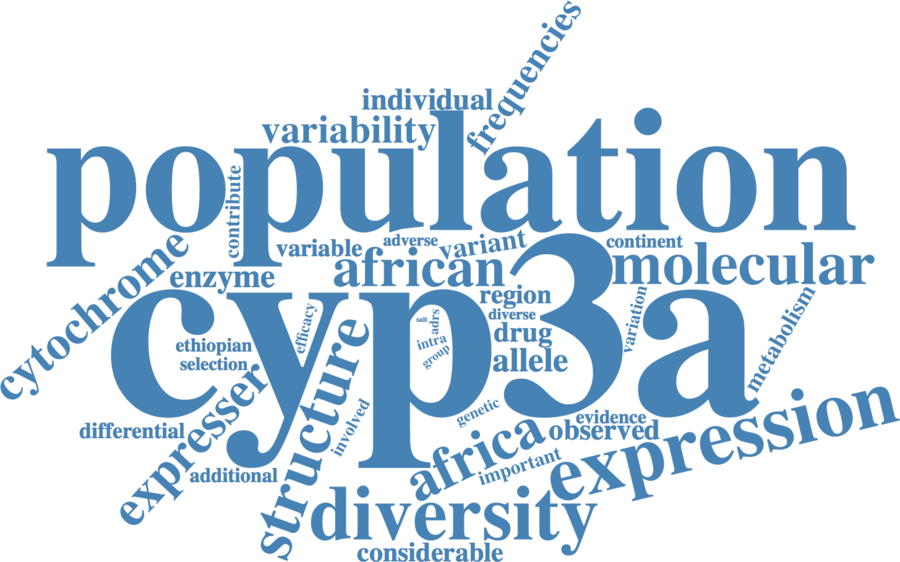 frequencies
individual
variability
population
contribute
cytochrome
variable
adverse
variant
continent
enzyme
african
molecular
cyp3a
region
diverse
drug
allele
efficacy
salt
adrs
intra
group
variation
metabolism
ethiopian
selection
structure
expresser
differential
involved
genetic
evidence
observed
africa
expression
important
additional
diversity
considerable